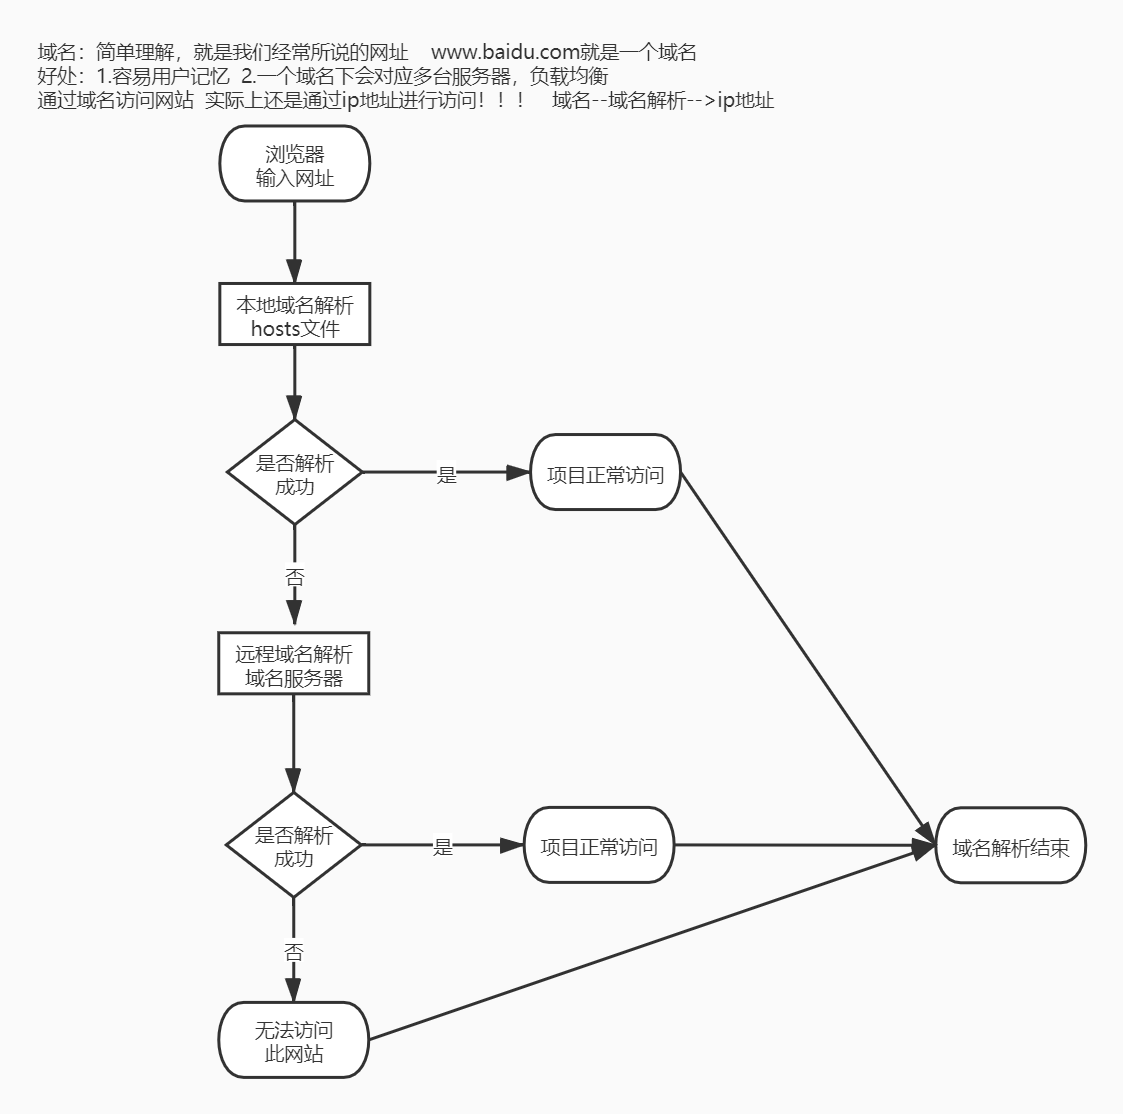 域名：简单理解，就是我们经常所说的网址    www.baidu.com就是一个域名
好处：1.容易用户记忆  2.一个域名下会对应多台服务器，负载均衡
通过域名访问网站  实际上还是通过ip地址进行访问！！！    域名--域名解析-->ip地址
浏览器
输入网址
本地域名解析
hosts文件
是否解析
成功
是
项目正常访问
否
远程域名解析
域名服务器
是否解析
成功
是
项目正常访问
域名解析结束
否
无法访问
此网站